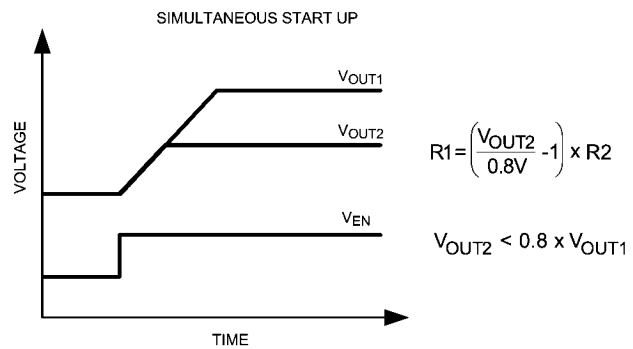 SIMULTANEOUS START UP
VOLTAGE
VOUT1
VOUT2
VEN
TIME
R1=(VOUT2/0.8V -1) x R2
VOUT2 < 0.8 x VOUT1